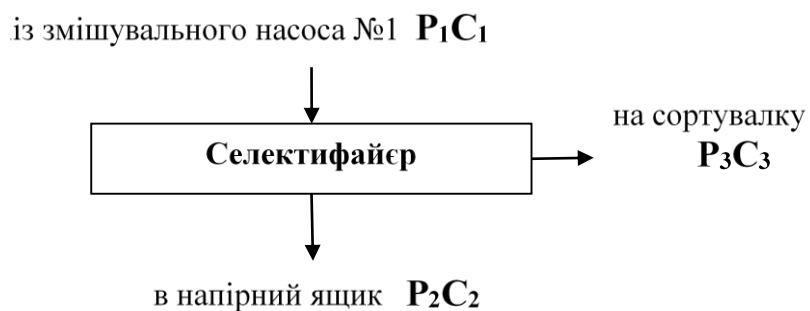 із змішувального насоса №1 P₁C₁
на сортувалку
P₃C₃
Селектифайєр
в напірний ящик P₂C₂